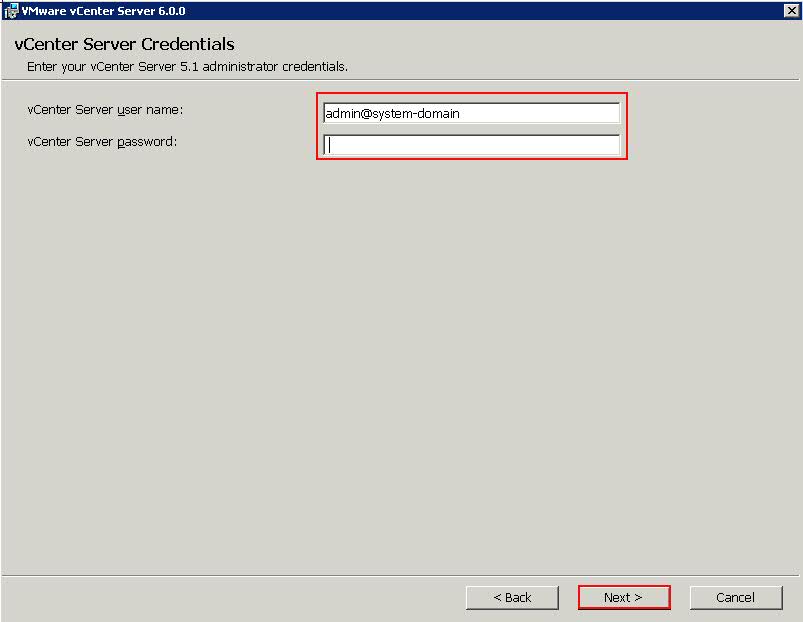 VMware vCenter Server 6.0.0
vCenter Server Credentials
Enter your vCenter Server 5.1 administrator credentials.
vCenter Server user name:
admin@system-domain
vCenter Server password:
< Back
Next >
Cancel